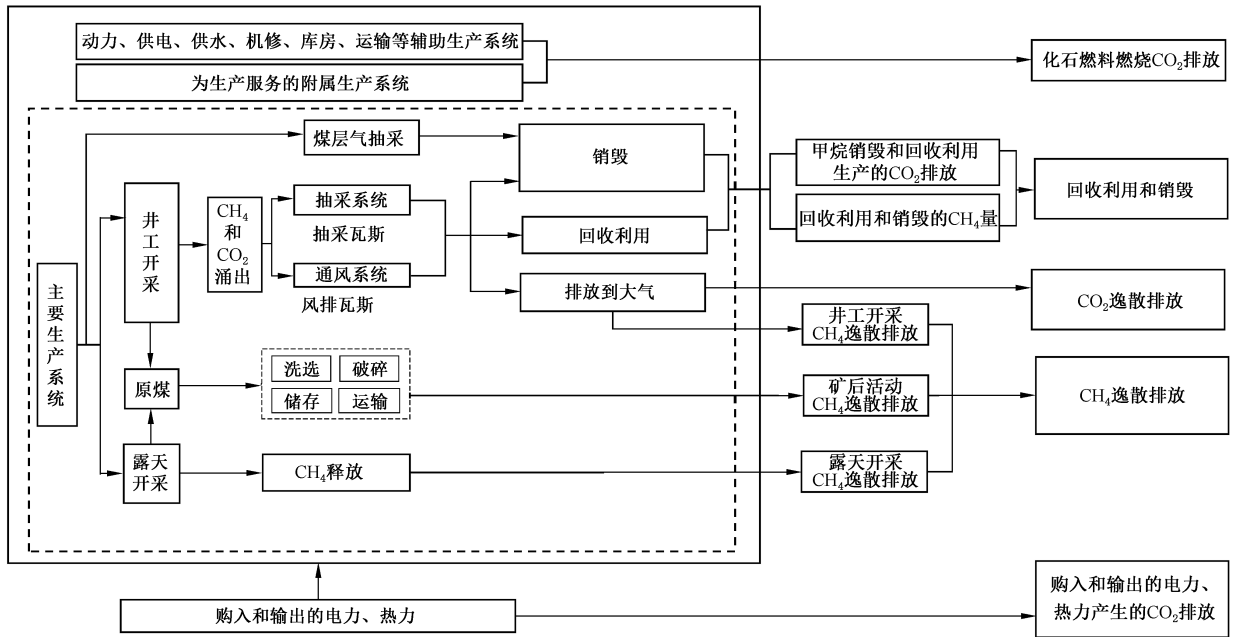 动力、供电、供水、机修、库房、运输等辅助生产系统
为生产服务的附属生产系统
化石燃料燃烧CO₂排放
煤层气抽采
销毁
甲烷销毁和回收利用
生产的CO₂排放
回收利用和销毁的CH₄量
回收利用和销毁
井工开采
CH₄
和
CO₂
涌出
抽采系统
抽采瓦斯
通风系统
风排瓦斯
回收利用
排放到大气
CO₂逸散排放
主要生产系统
井工开采
CH₄逸散排放
原煤
洗选
破碎
储存
运输
矿后活动
CH₄逸散排放
CH₄逸散排放
露天
开采
CH₄释放
露天开采
CH₄逸散排放
购入和输出的电力、热力
购入和输出的电力、
热力产生的CO₂排放